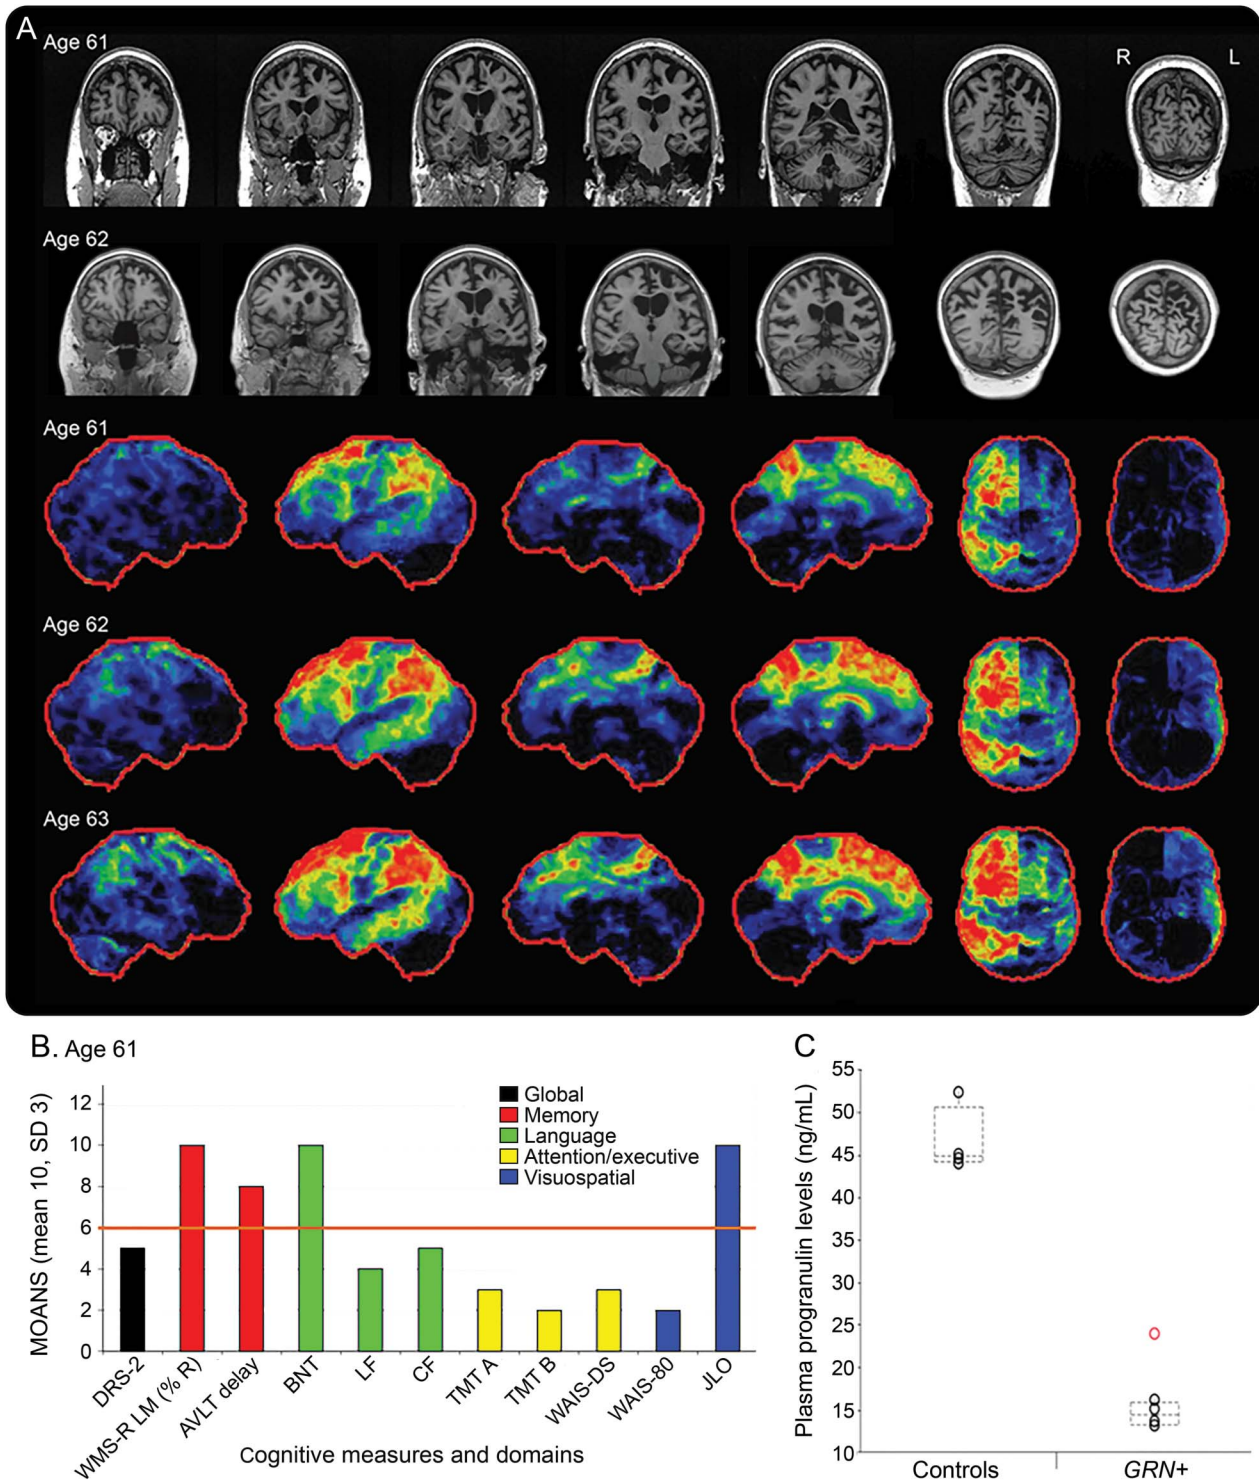 A
Age 61
R L
Age 62
Age 61
Age 62
Age 63
B. Age 61
MOANS (mean 10, SD 3)
12
10
8
6
4
2
0
Global
Memory
Language
Attention/executive
Visuospatial
DRS-2
WMS-R LM (% R)
AVLT delay
BNT
LF
CF
TMT A
TMT B
WAIS-DS
WAIS-80
JLO
Cognitive measures and domains
C
Plasma progranulin levels (ng/mL)
55
50
45
40
35
30
25
20
15
10
Controls
GRN+